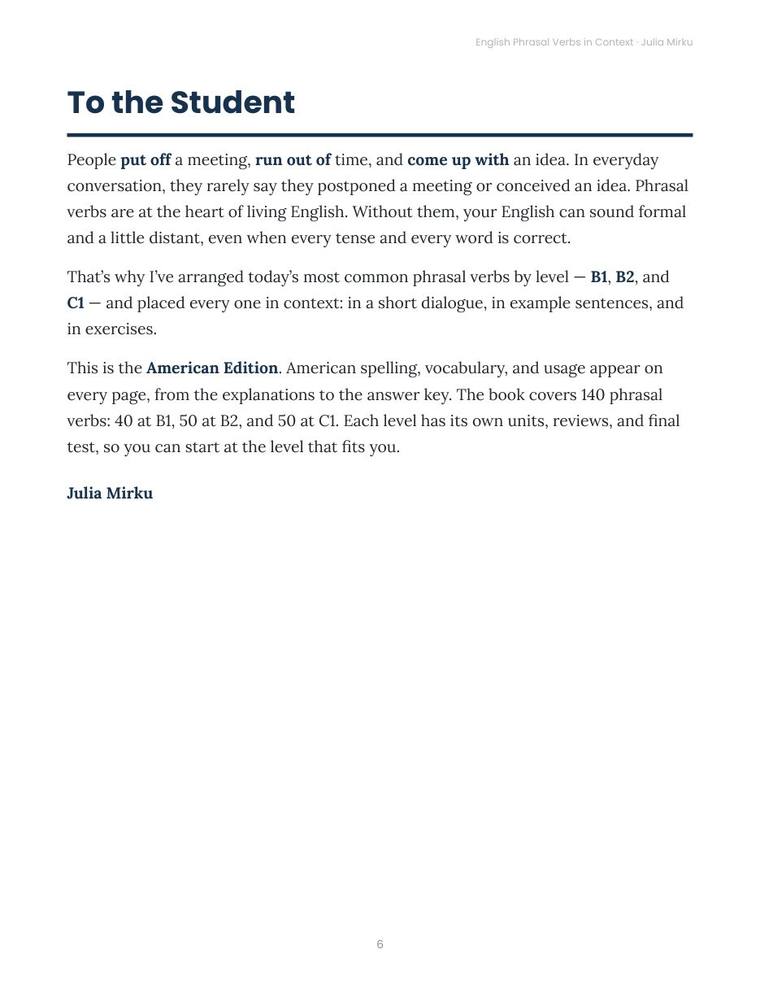 English Phrasal Verbs in Context · Julia Mirku
To the Student
People put off a meeting, run out of time, and come up with an idea. In everyday
conversation, they rarely say they postponed a meeting or conceived an idea. Phrasal
verbs are at the heart of living English. Without them, your English can sound formal
and a little distant, even when every tense and every word is correct.
That’s why I’ve arranged today’s most common phrasal verbs by level — B1, B2, and
C1 — and placed every one in context: in a short dialogue, in example sentences, and
in exercises.
This is the American Edition. American spelling, vocabulary, and usage appear on
every page, from the explanations to the answer key. The book covers 140 phrasal
verbs: 40 at B1, 50 at B2, and 50 at C1. Each level has its own units, reviews, and final
test, so you can start at the level that fits you.
Julia Mirku
6